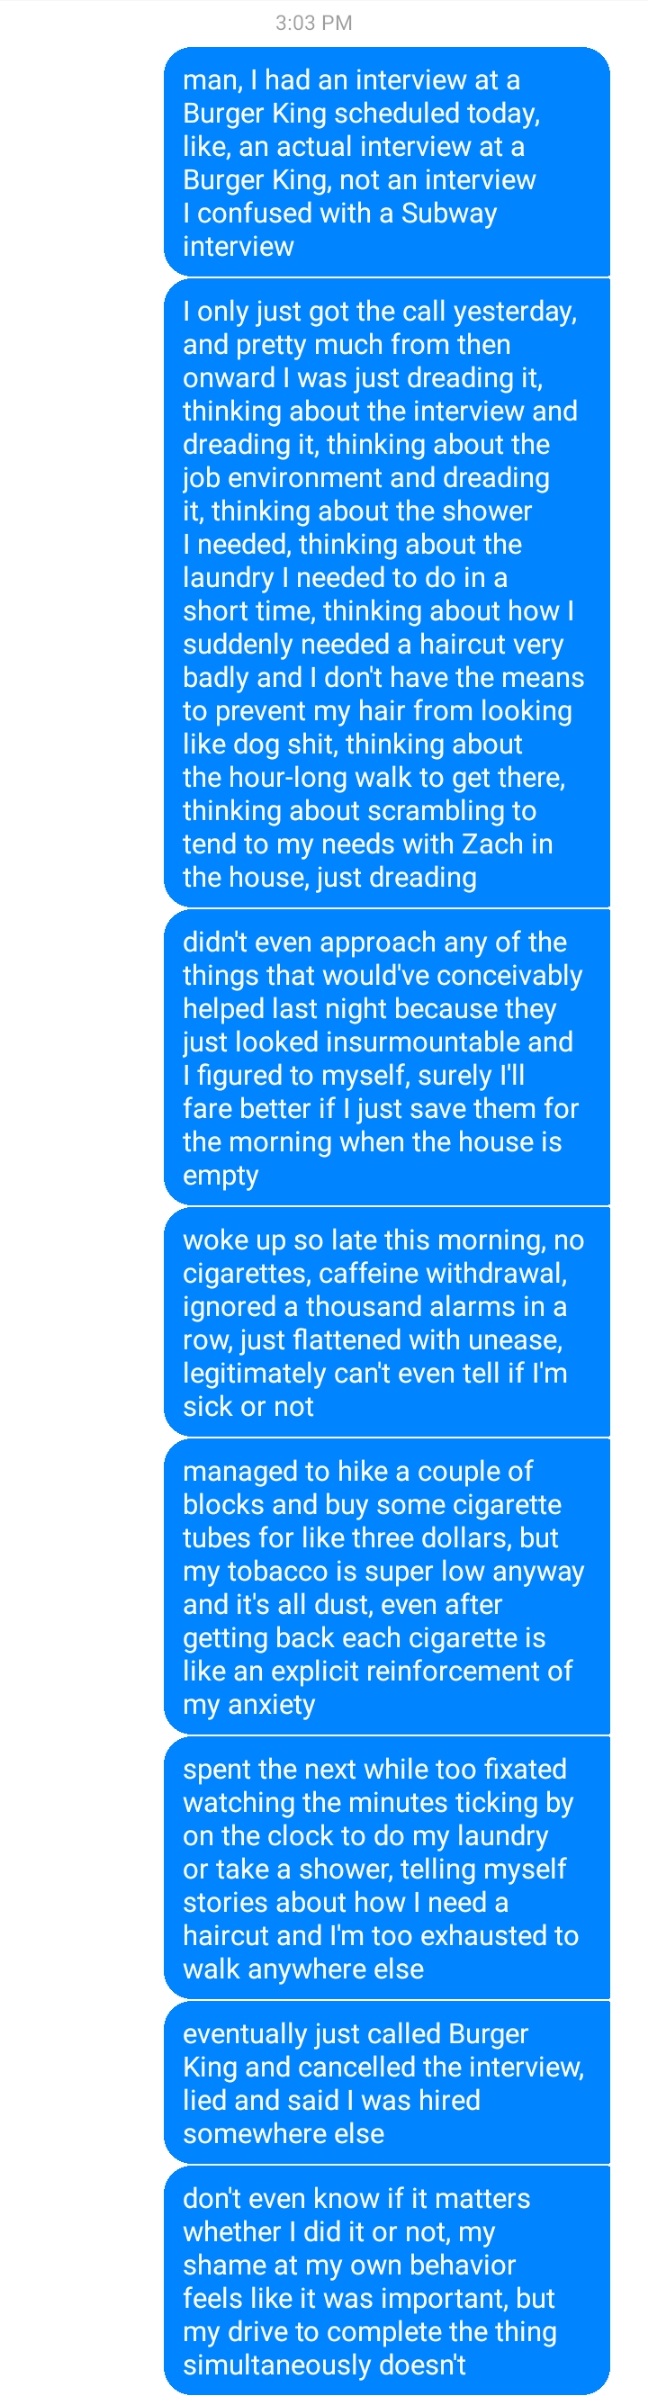 3:03 PM
man, I had an interview at a
Burger King scheduled today,
like, an actual interview at a
Burger King, not an interview
I confused with a Subway
interview
I only just got the call yesterday,
and pretty much from then
onward I was just dreading it,
thinking about the interview and
dreading it, thinking about the
job environment and dreading
it, thinking about the shower
I needed, thinking about the
laundry I needed to do in a
short time, thinking about how I
suddenly needed a haircut very
badly and I don't have the means
to prevent my hair from looking
like dog shit, thinking about
the hour-long walk to get there,
thinking about scrambling to
tend to my needs with Zach in
the house, just dreading
didn't even approach any of the
things that would've conceivably
helped last night because they
just looked insurmountable and
I figured to myself, surely I'll
fare better if I just save them for
the morning when the house is
empty
woke up so late this morning, no
cigarettes, caffeine withdrawal,
ignored a thousand alarms in a
row, just flattened with unease,
legitimately can't even tell if I'm
sick or not
managed to hike a couple of
blocks and buy some cigarette
tubes for like three dollars, but
my tobacco is super low anyway
and it's all dust, even after
getting back each cigarette is
like an explicit reinforcement of
my anxiety
spent the next while too fixated
watching the minutes ticking by
on the clock to do my laundry
or take a shower, telling myself
stories about how I need a
haircut and I'm too exhausted to
walk anywhere else
eventually just called Burger
King and cancelled the interview,
lied and said I was hired
somewhere else
don't even know if it matters
whether I did it or not, my
shame at my own behavior
feels like it was important, but
my drive to complete the thing
simultaneously doesn't